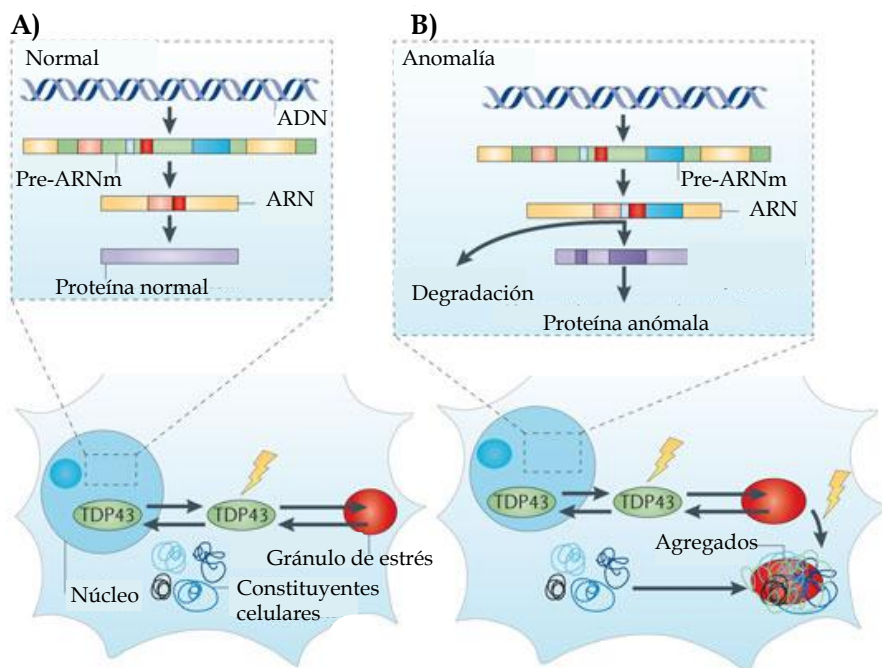 A)
Normal
ADN
Pre-ARNm
ARN
Proteína normal
TDP43
TDP43
Gránulo de estrés
Núcleo
Constituyentes
celulares
B)
Anomalía
Pre-ARNm
ARN
Degradación
Proteína anómala
TDP43
TDP43
Agregados